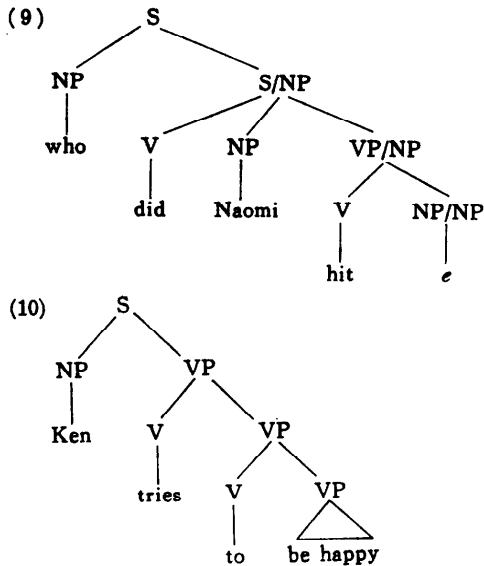 (9) S
NP S/NP
who V NP VP/NP
did Naomi V NP/NP
hit e
(10) S
NP VP
Ken V VP
tries V VP
to be happy